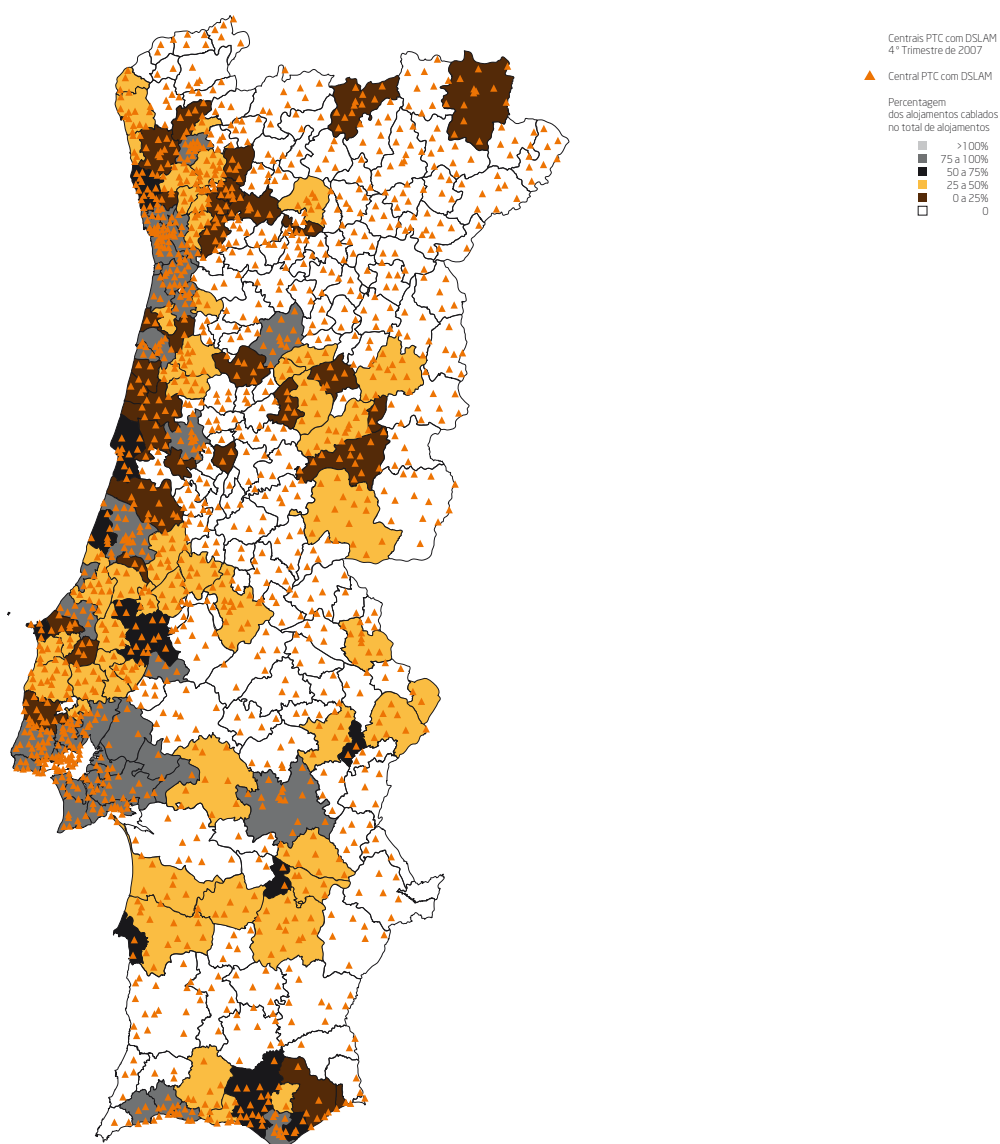 Centrais PTC com DSLAM
4º Trimestre de 2007
Central PTC com DSLAM
Percentagem
dos alojamentos cablados
no total de alojamentos
>100%
75 a 100%
50 a 75%
25 a 50%
0 a 25%
0